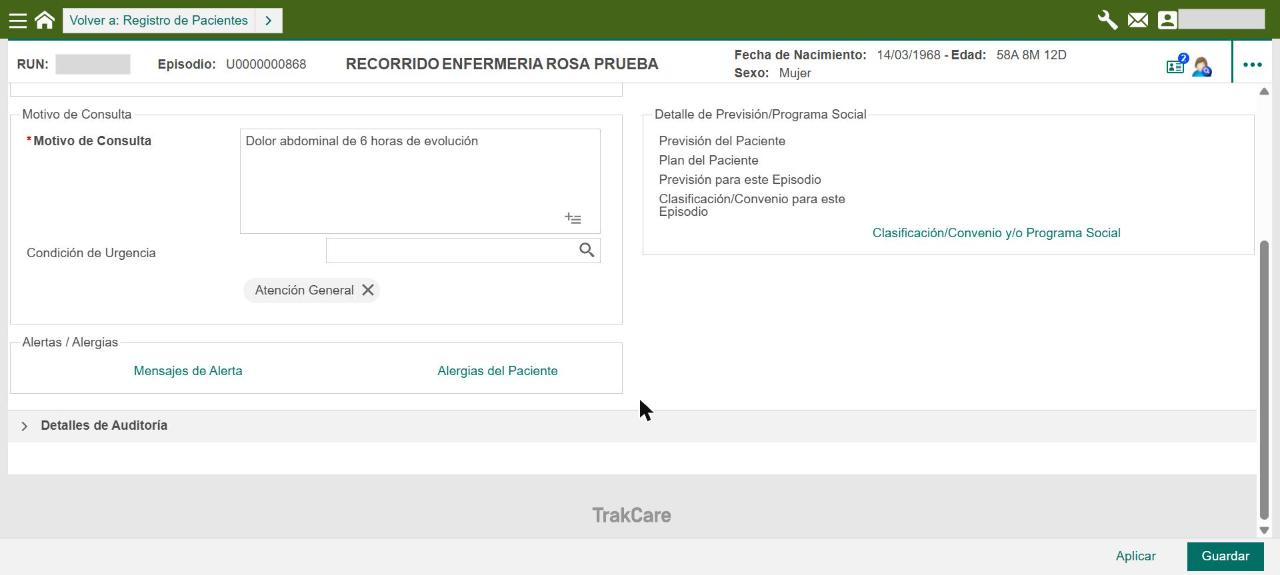 Volver a: Registro de Pacientes
RUN: Episodio: U0000000868 RECORRIDO ENFERMERIA ROSA PRUEBA Fecha de Nacimiento: 14/03/1968 - Edad: 58A 8M 12D
Sexo: Mujer
2
Motivo de Consulta
*Motivo de Consulta
Dolor abdominal de 6 horas de evolución
Condición de Urgencia
Atención General
Alertas / Alergias
Mensajes de Alerta Alergias del Paciente
Detalle de Previsión/Programa Social
Previsión del Paciente
Plan del Paciente
Previsión para este Episodio
Clasificación/Convenio para este
Episodio
Clasificación/Convenio y/o Programa Social
Detalles de Auditoría
TrakCare
Aplicar Guardar